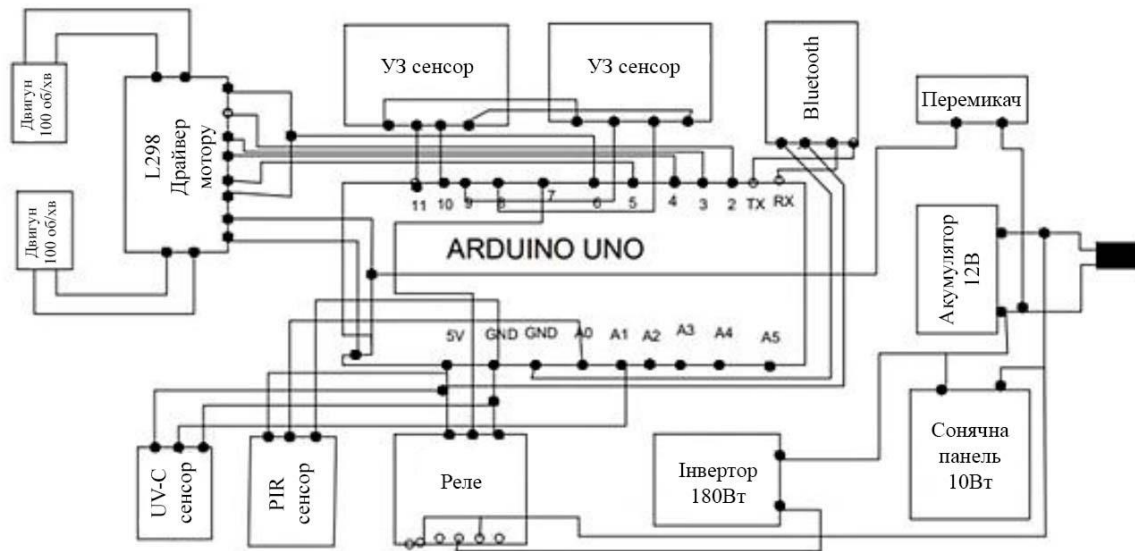 Двигун
100 об/хв
L298
Драйвер
мотору
УЗ сенсор
УЗ сенсор
Bluetooth
Перемикач
Двигун
100 об/хв
11
10
9
8
7
6
5
4
3
2
TX
RX
ARDUINO UNO
Акумулятор
12В
5V
GND
GND
A0
A1
A2
A3
A4
A5
UV-C
сенсор
PIR
сенсор
Реле
Інвертор
180Вт
Сонячна
панель
10Вт